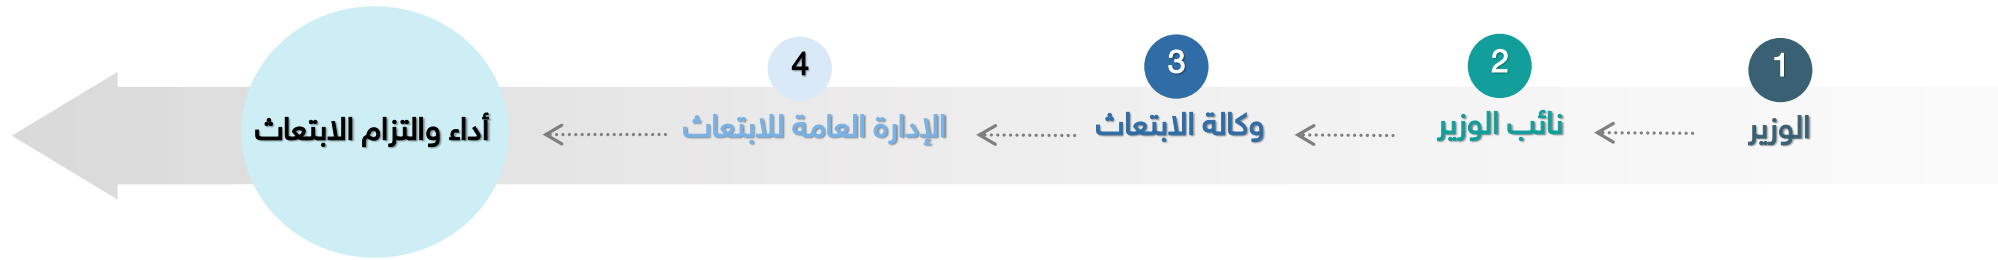 1
الوزير
2
نائب الوزير
3
وكالة الابتعاث
4
الإدارة العامة للابتعاث
أداء والتزام الابتعاث